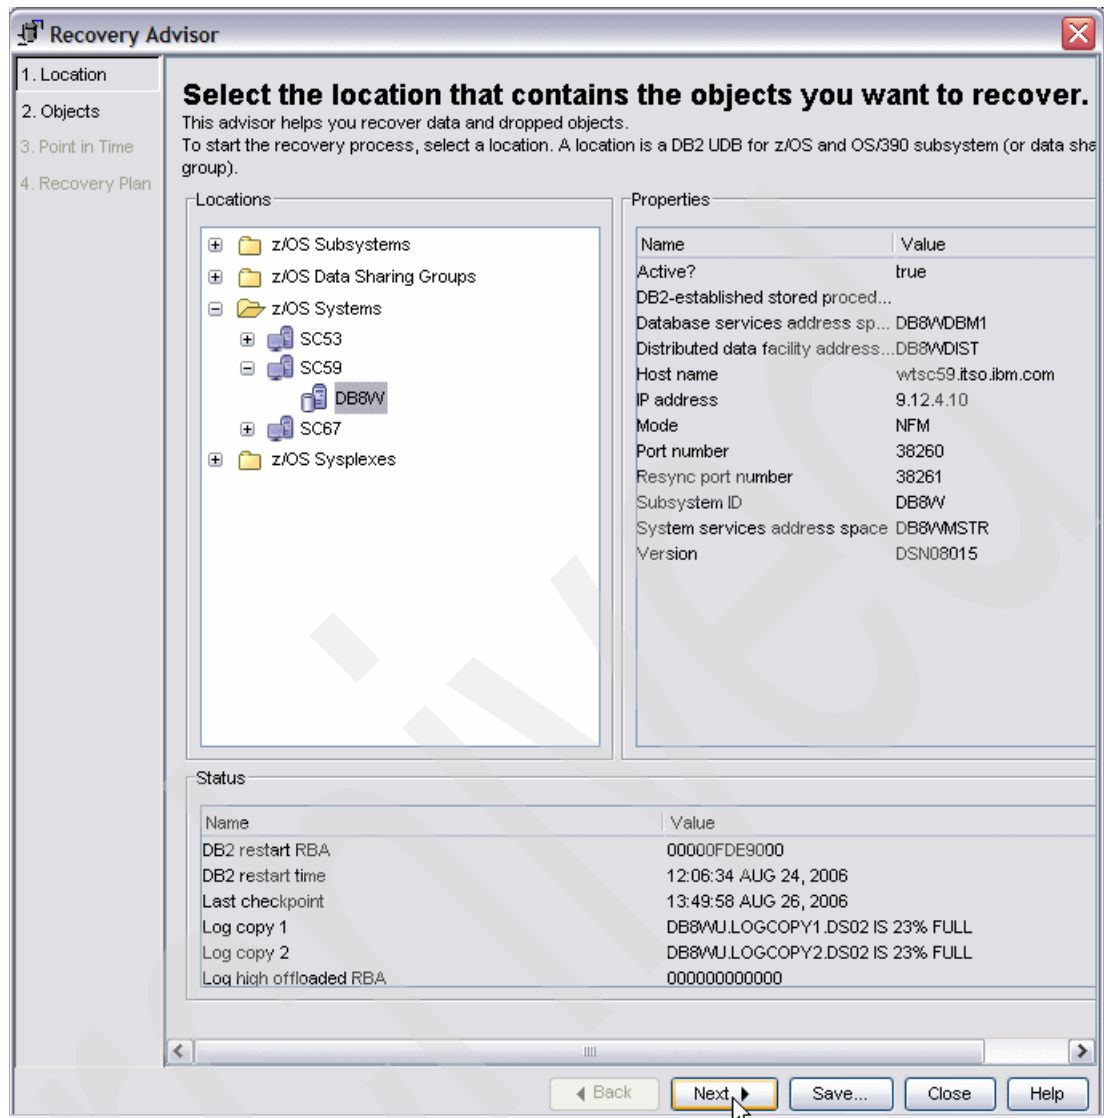 Recovery Advisor
1. Location
2. Objects
3. Point in Time
4. Recovery Plan
Select the location that contains the objects you want to recover.
This advisor helps you recover data and dropped objects.
To start the recovery process, select a location. A location is a DB2 UDB for z/OS and OS/390 subsystem (or data sha
group).
Locations
z/OS Subsystems
z/OS Data Sharing Groups
z/OS Systems
SC53
SC59
DB8W
SC67
z/OS Sysplexes
Properties
Name Value
Active? true
DB2-established stored proced...
Database services address sp... DB8WDBM1
Distributed data facility address... DB8WDIST
Host name wtsc59.itso.ibm.com
IP address 9.12.4.10
Mode NFM
Port number 38260
Resync port number 38261
Subsystem ID DB8W
System services address space DB8WMSTR
Version DSN08015
Status
Name Value
DB2 restart RBA 00000FDE9000
DB2 restart time 12:06:34 AUG 24, 2006
Last checkpoint 13:49:58 AUG 26, 2006
Log copy 1 DB8WU.LOGCOPY1.DS02 IS 23% FULL
Log copy 2 DB8WU.LOGCOPY2.DS02 IS 23% FULL
Log high offloaded RBA 000000000000
Back Next Save... Close Help